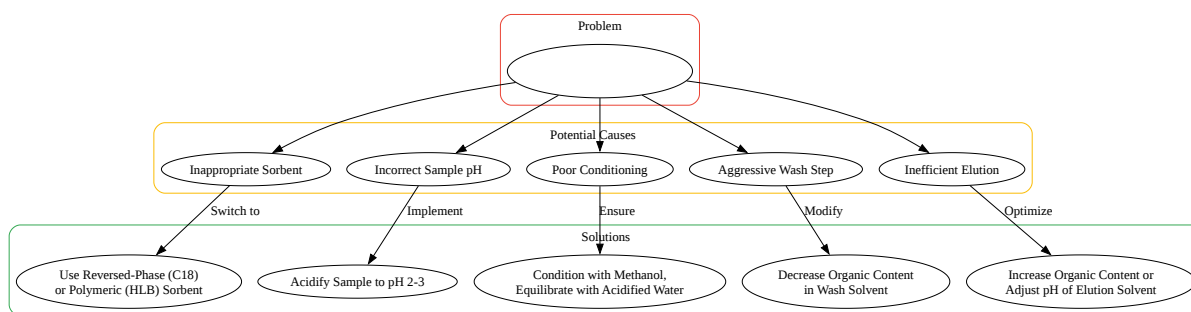 Problem
Potential Causes
Inappropriate Sorbent
Incorrect Sample pH
Poor Conditioning
Aggressive Wash Step
Inefficient Elution
Switch to
Implement
Ensure
Modify
Optimize
Solutions
Use Reversed-Phase (C18)
or Polymeric (HLB) Sorbent
Acidify Sample to pH 2-3
Condition with Methanol,
Equilibrate with Acidified Water
Decrease Organic Content
in Wash Solvent
Increase Organic Content or
Adjust pH of Elution Solvent